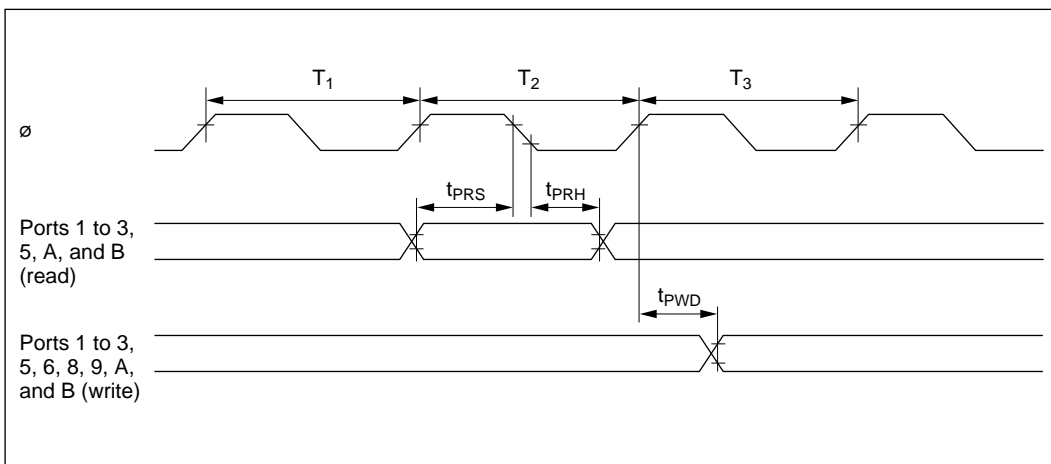 T1
T2
T3
ø
tPRS
tPRH
Ports 1 to 3,
5, A, and B
(read)
tPWD
Ports 1 to 3,
5, 6, 8, 9, A,
and B (write)